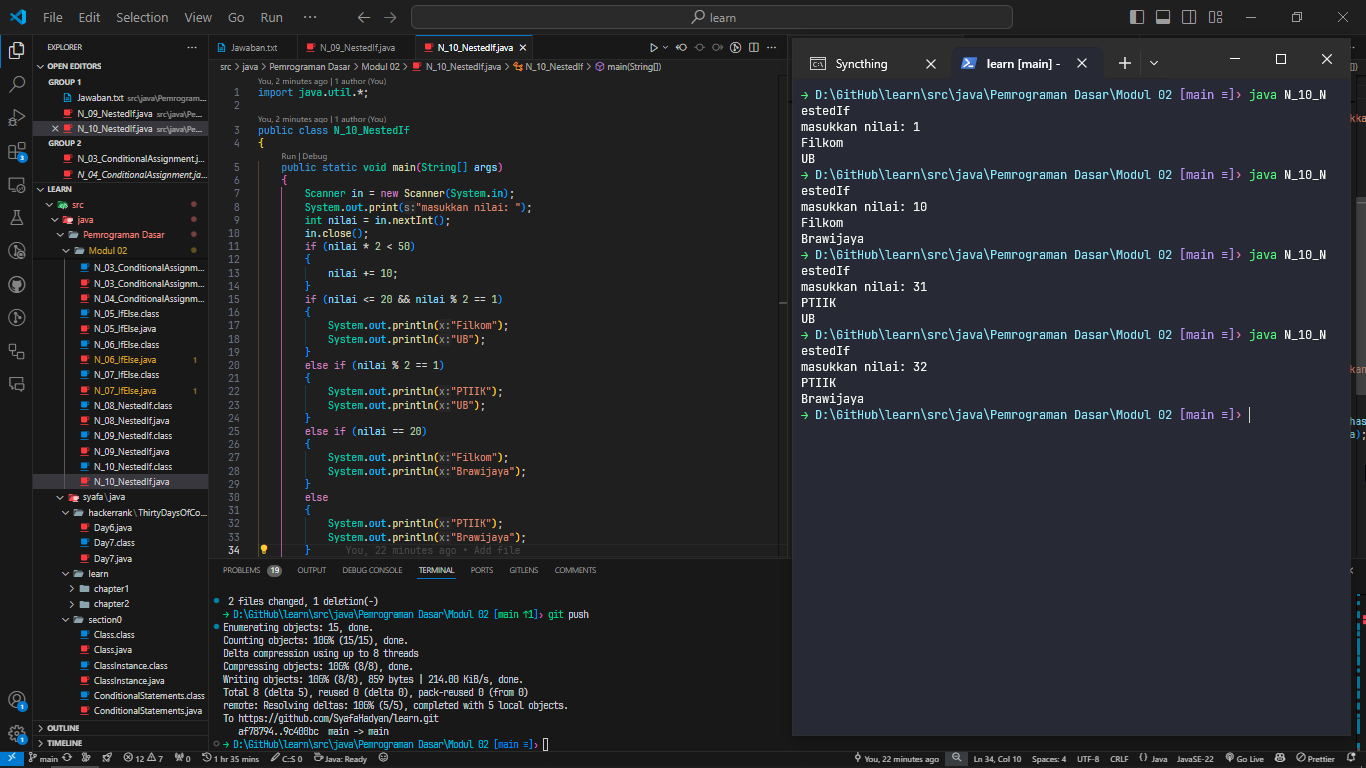 File Edit Selection View Go Run ··· learn
EXPLORER
OPEN EDITORS
GROUP 1
Jawaban.txt src\java\Pemrogram...
N_09_NestedIf.java src\java\Pe...
N_10_NestedIf.java src\java\Pe...
GROUP 2
N_03_ConditionalAssignment.j...
N_04_ConditionalAssignment.ja...
LEARN
src
java
Pemrograman Dasar
Modul 02
N_03_ConditionalAssignm...
N_03_ConditionalAssignm...
N_04_ConditionalAssignm...
N_05_IfElse.class
N_05_IfElse.java
N_06_IfElse.class
N_06_IfElse.java 1
N_07_IfElse.class
N_07_IfElse.java 1
N_08_NestedIf.class
N_08_NestedIf.java
N_09_NestedIf.class
N_09_NestedIf.java
N_10_NestedIf.class
N_10_NestedIf.java
syafa\java
hackerrank\ThirtyDaysOfCo...
Day6.java
Day7.class
Day7.java
learn
chapter1
chapter2
section0
Class.class
Class.java
ClassInstance.class
ClassInstance.java
ConditionalStatements.class
ConditionalStatements.java
OUTLINE
TIMELINE
Jawaban.txt N_09_NestedIf.java N_10_NestedIf.java
src > java > Pemrograman Dasar > Modul 02 > N_10_NestedIf.java > N_10_NestedIf > main(String[])
You, 2 minutes ago | 1 author (You)
1 import java.util.*;
2
You, 2 minutes ago | 1 author (You)
3 public class N_10_NestedIf
4 {
Run | Debug
5 public static void main(String[] args)
6 {
7 Scanner in = new Scanner(System.in);
8 System.out.print(s:"masukkan nilai: ");
9 int nilai = in.nextInt();
10 in.close();
11 if (nilai * 2 < 50)
12 {
13 nilai += 10;
14 }
15 if (nilai <= 20 && nilai % 2 == 1)
16 {
17 System.out.println(x:"Filkom");
18 System.out.println(x:"UB");
19 }
20 else if (nilai % 2 == 1)
21 {
22 System.out.println(x:"PTIIK");
23 System.out.println(x:"UB");
24 }
25 else if (nilai == 20)
26 {
27 System.out.println(x:"Filkom");
28 System.out.println(x:"Brawijaya");
29 }
30 else
31 {
32 System.out.println(x:"PTIIK");
33 System.out.println(x:"Brawijaya");
34 } You, 22 minutes ago • Add file
PROBLEMS 19 OUTPUT DEBUG CONSOLE TERMINAL PORTS GITLENS COMMENTS
2 files changed, 1 deletion(-)
→ D:\GitHub\learn\src\java\Pemrograman Dasar\Modul 02 [main ↑1]› git push
Enumerating objects: 15, done.
Counting objects: 100% (15/15), done.
Delta compression using up to 8 threads
Compressing objects: 100% (8/8), done.
Writing objects: 100% (8/8), 859 bytes | 214.00 KiB/s, done.
Total 8 (delta 5), reused 0 (delta 0), pack-reused 0 (from 0)
remote: Resolving deltas: 100% (5/5), completed with 5 local objects.
To https://github.com/SyafaHadyan/learn.git
af78794..9c400bc main -> main
→ D:\GitHub\learn\src\java\Pemrograman Dasar\Modul 02 [main ≡]›
Syncthing learn [main] -
→ D:\GitHub\learn\src\java\Pemrograman Dasar\Modul 02 [main ≡]› java N_10_N
estedIf
masukkan nilai: 1
Filkom
UB
→ D:\GitHub\learn\src\java\Pemrograman Dasar\Modul 02 [main ≡]› java N_10_N
estedIf
masukkan nilai: 10
Filkom
Brawijaya
→ D:\GitHub\learn\src\java\Pemrograman Dasar\Modul 02 [main ≡]› java N_10_N
estedIf
masukkan nilai: 31
PTIIK
UB
→ D:\GitHub\learn\src\java\Pemrograman Dasar\Modul 02 [main ≡]› java N_10_N
estedIf
masukkan nilai: 32
PTIIK
Brawijaya
→ D:\GitHub\learn\src\java\Pemrograman Dasar\Modul 02 [main ≡]›
main 12 7 0 1 hr 35 mins C::S 0 Java: Ready You, 22 minutes ago Ln 34, Col 10 Spaces: 4 UTF-8 CRLF {} Java JavaSE-22 Go Live Prettier